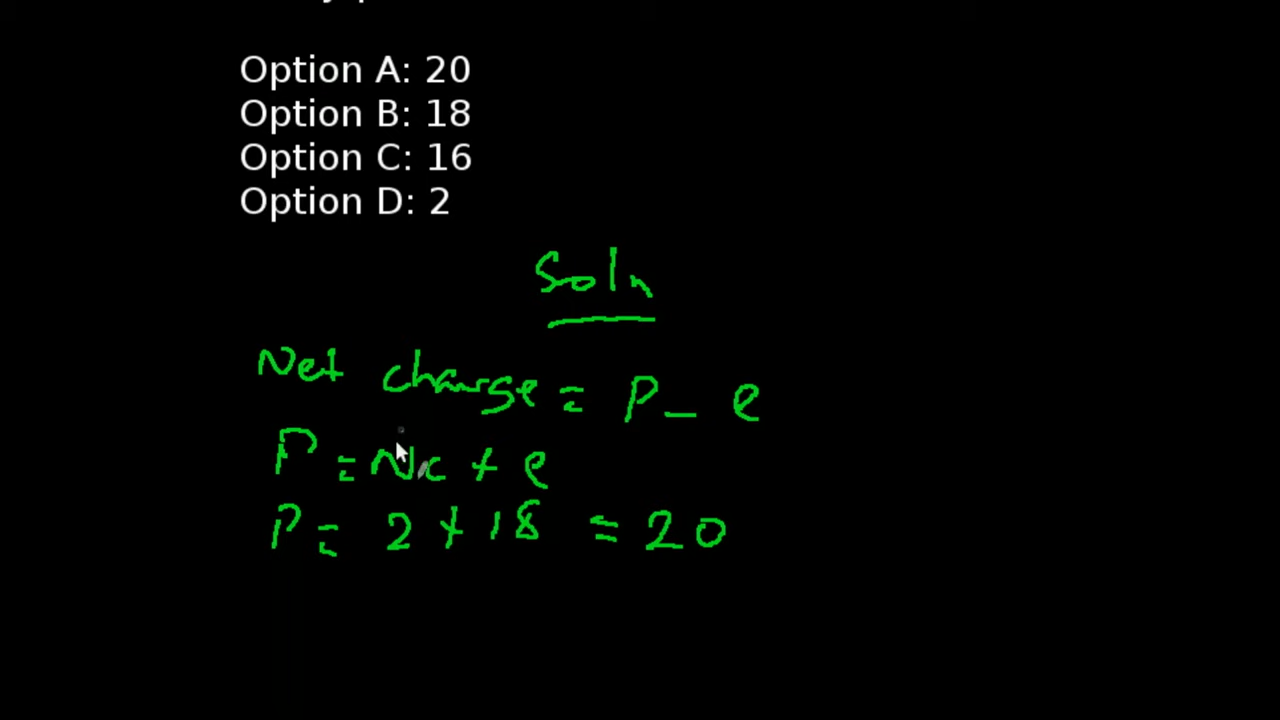 Option A: 20
Option B: 18
Option C: 16
Option D: 2
Soln
Net charge = P - e
P = Nc + e
P = 2 + 18 = 20